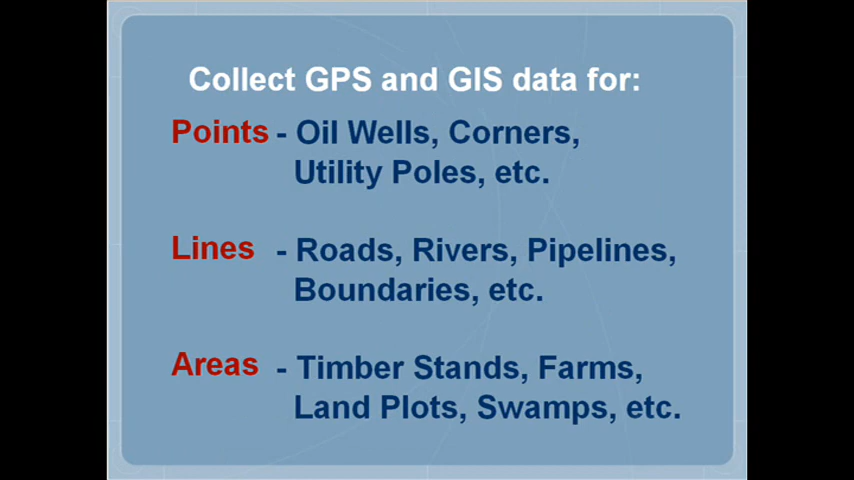 Collect GPS and GIS data for:
Points - Oil Wells, Corners,
Utility Poles, etc.
Lines - Roads, Rivers, Pipelines,
Boundaries, etc.
Areas - Timber Stands, Farms,
Land Plots, Swamps, etc.